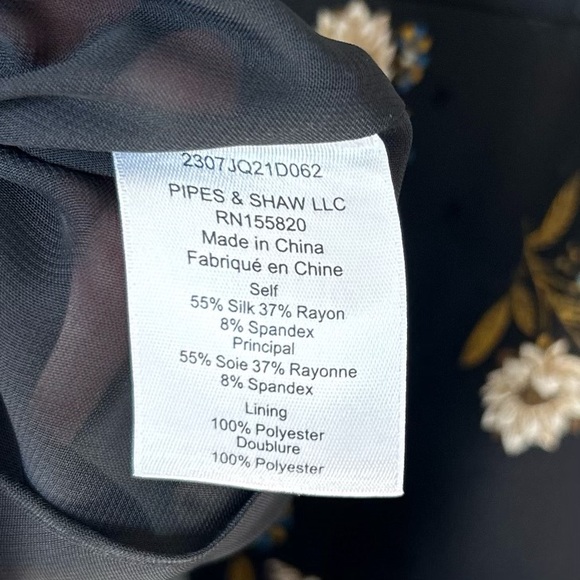 2307JQ21D062
PIPES & SHAW LLC
RN155820
Made in China
Fabriqué en Chine
Self
55% Silk 37% Rayon
8% Spandex
Principal
55% Soie 37% Rayonne
8% Spandex
Lining
100% Polyester
Doublure
100% Polyester